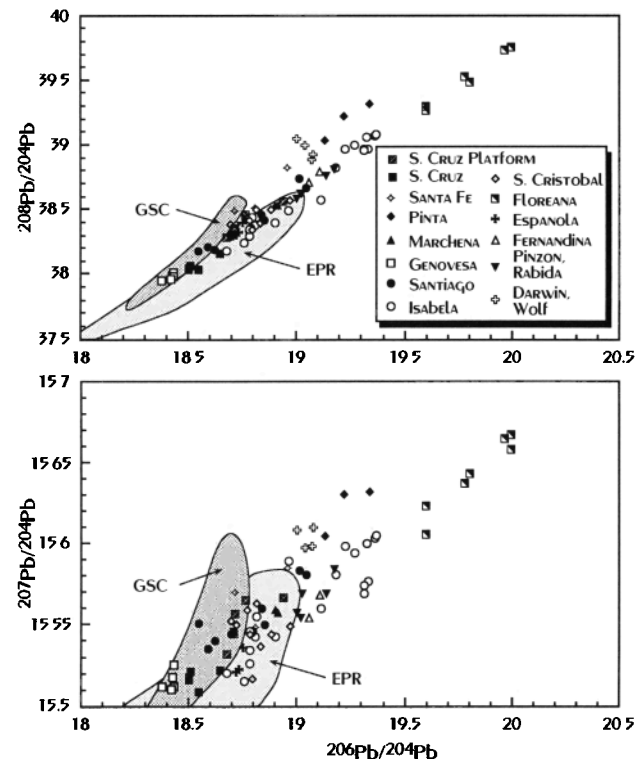 40
39.5
39
38.5
38
37.5
208Pb/204Pb
GSC
EPR
S. Cruz Platform
S. Cruz
Santa Fe
Pinta
Marchena
Genovesa
Santiago
Isabela
S. Cristobal
Floreana
Espanola
Fernandina
Pinzon,
Rabida
Darwin,
Wolf
18 18.5 19 19.5 20 20.5
15.7
15.65
15.6
15.55
15.5
207Pb/204Pb
GSC
EPR
18 18.5 19 19.5 20 20.5
206Pb/204Pb